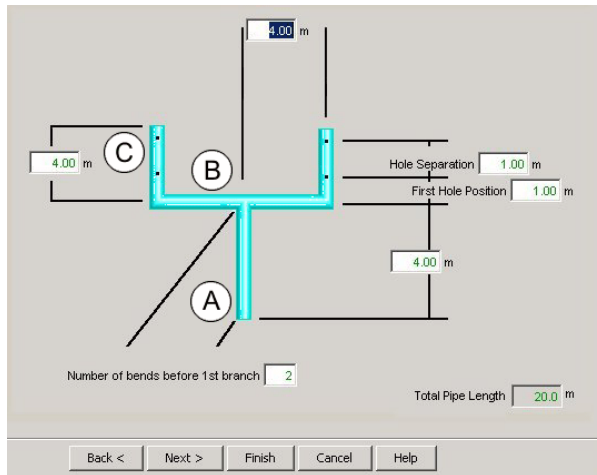 4.00 m
C
B
4.00 m
Hole Separation 1.00 m
First Hole Position 1.00 m
4.00 m
A
Number of bends before 1st branch 2
Total Pipe Length 20.0 m
Back < Next > Finish Cancel Help